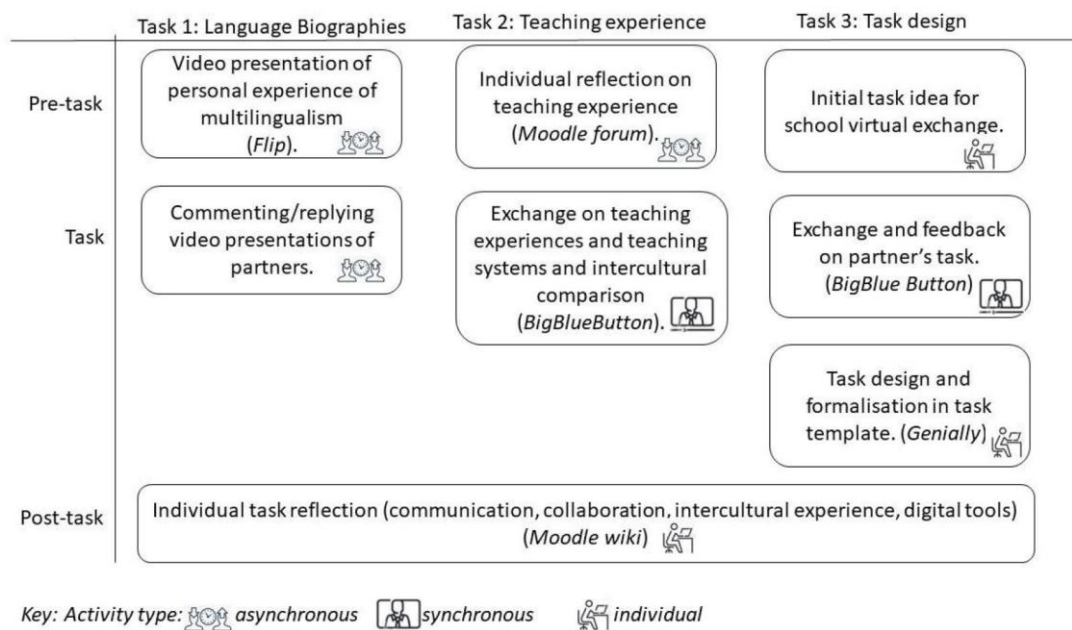 Task 1: Language Biographies
Task 2: Teaching experience
Task 3: Task design
Pre-task
Video presentation of
personal experience of
multilingualism
(Flip).
Individual reflection on
teaching experience
(Moodle forum).
Initial task idea for
school virtual exchange.
Task
Commenting/replying
video presentations of
partners.
Exchange on teaching
experiences and teaching
systems and intercultural
comparison
(BigBlueButton).
Exchange and feedback
on partner's task.
(BigBlue Button)
Task design and
formalisation in task
template. (Genially)
Post-task
Individual task reflection (communication, collaboration, intercultural experience, digital tools)
(Moodle wiki)
Key: Activity type: asynchronous synchronous individual